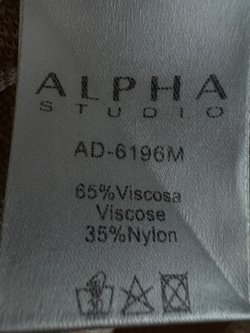 ALPHA
STUDIO
AD-6196M
65%Viscosa
Viscose
35%Nylon